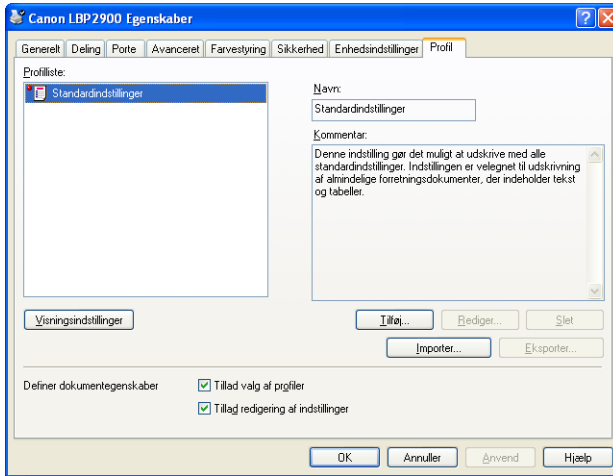 Canon LBP2900 Egenskaber
Generelt Deling Porte Avanceret Farvestyring Sikkerhed Enhedsindstillinger Profil
Profilliste:
Standardindstillinger
Navn:
Standardindstillinger
Kommentar:
Denne indstilling gør det muligt at udskrive med alle
standardindstillinger. Indstillingen er velegnet til udskrivning
af almindelige forretningsdokumenter, der indeholder tekst
og tabeller.
Visningsindstillinger
Tilføj... Rediger... Slet
Importer... Eksporter...
Definer dokumentegenskaber
Tillad valg af profiler
Tillad redigering af indstillinger
OK Annuller Anvend Hjælp